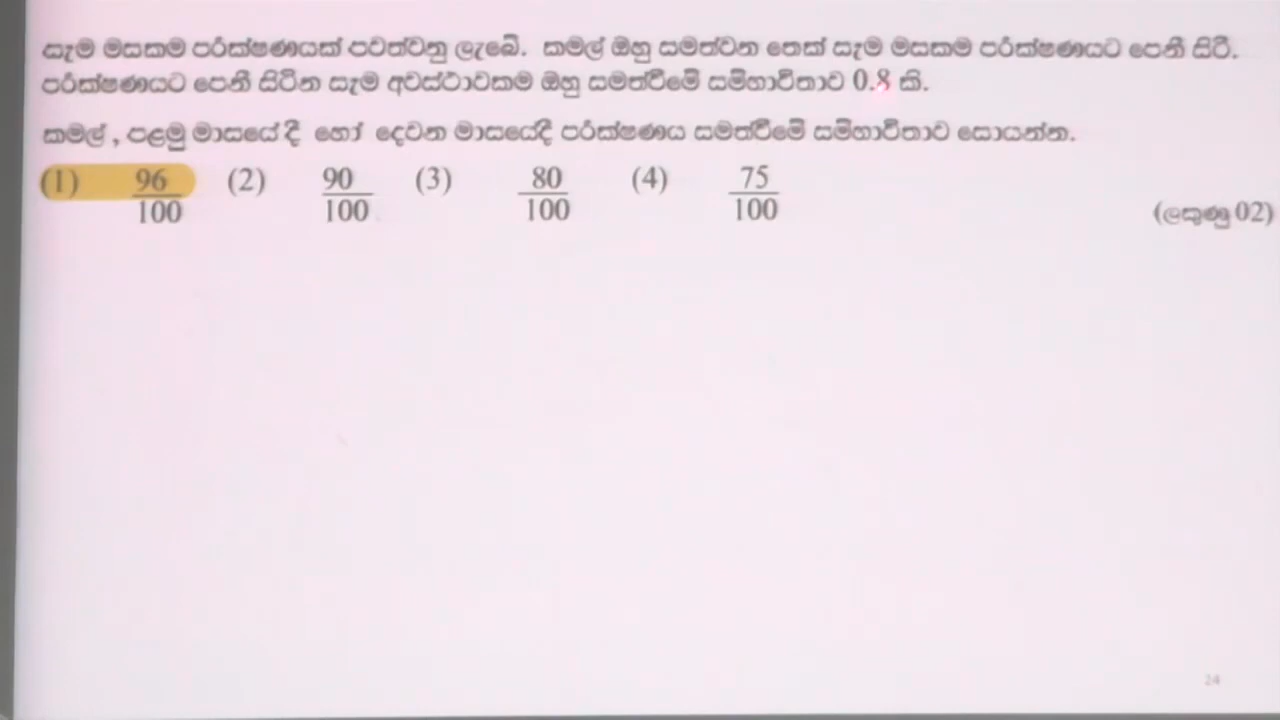 සෑම මසකම පරීක්ෂණයක් පවත්වනු ලැබේ. කමල් ඔහු සමත්වන තෙක් සෑම මසකම පරීක්ෂණයට පෙනී සිටී.
පරීක්ෂණයට පෙනී සිටින සෑම අවස්ථාවකම ඔහු සමත්වීමේ සම්භාවිතාව 0.8 කි.
කමල් , පළමු මාසයේ දී හෝ දෙවන මාසයේදී පරීක්ෂණය සමත්වීමේ සම්භාවිතාව සොයන්න.
(1) 96 (2) 90 (3) 80 (4) 75
100 100 100 100
(ලකුණු 02)
24